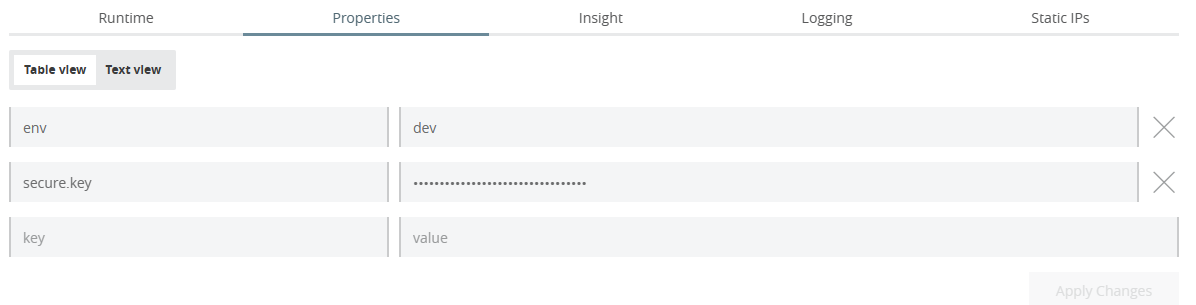 Runtime Properties Insight Logging Static IPs
Table view Text view
env dev
secure.key •••••••••••••••••••••••••••••••••
key value
Apply Changes